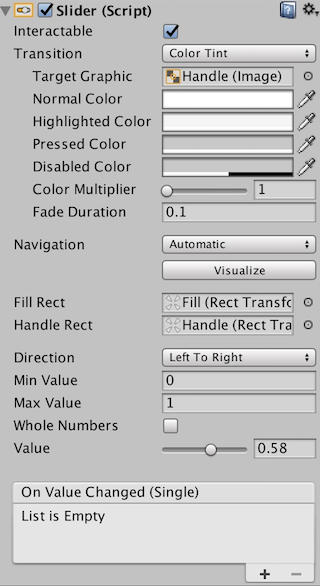 Slider (Script)
Interactable
Transition Color Tint
Target Graphic Handle (Image)
Normal Color
Highlighted Color
Pressed Color
Disabled Color
Color Multiplier 1
Fade Duration 0.1
Navigation Automatic
Visualize
Fill Rect Fill (Rect Transfo
Handle Rect Handle (Rect Tra
Direction Left To Right
Min Value 0
Max Value 1
Whole Numbers
Value 0.58
On Value Changed (Single)
List is Empty